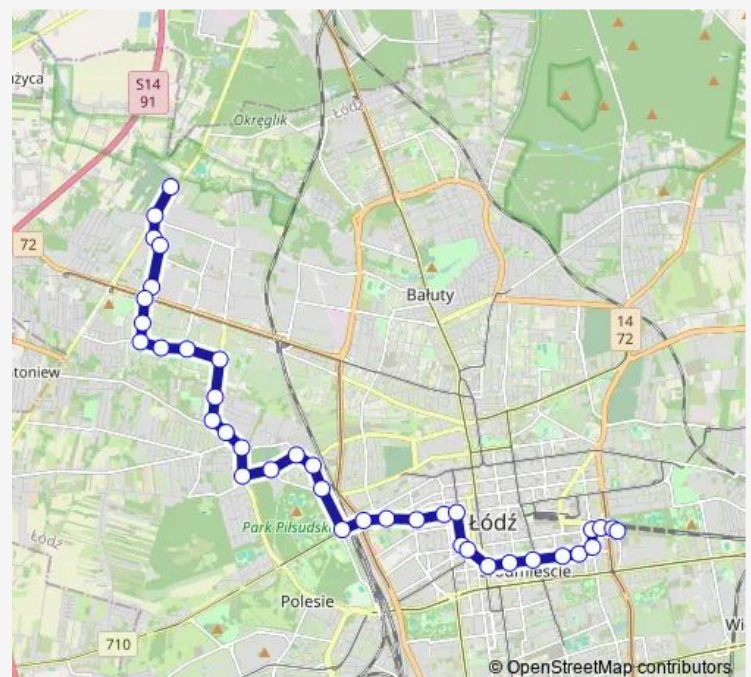 życa
S14
91
Łódź
Okręglik
72
Bałuty
14
72
toniew
Park Piłsudski
Łódź
Łódź
Śródmieście
Polesie
710
Wi
© OpenStreetMap contributors